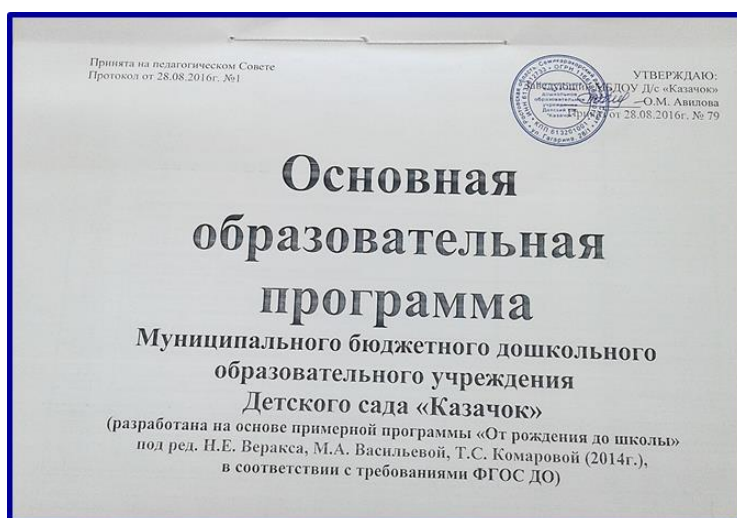 Принята на педагогическом Совете
Протокол от 28.08.2016г. №1
УТВЕРЖДАЮ:
Заведующий МБДОУ Д/с «Казачок»
О.М. Авилова
Приказ от 28.08.2016г. № 79
Основная
образовательная
программа
Муниципального бюджетного дошкольного
образовательного учреждения
Детского сада «Казачок»
(разработана на основе примерной программы «От рождения до школы»
под ред. Н.Е. Веракса, М.А. Васильевой, Т.С. Комаровой (2014г.),
в соответствии с требованиями ФГОС ДО)